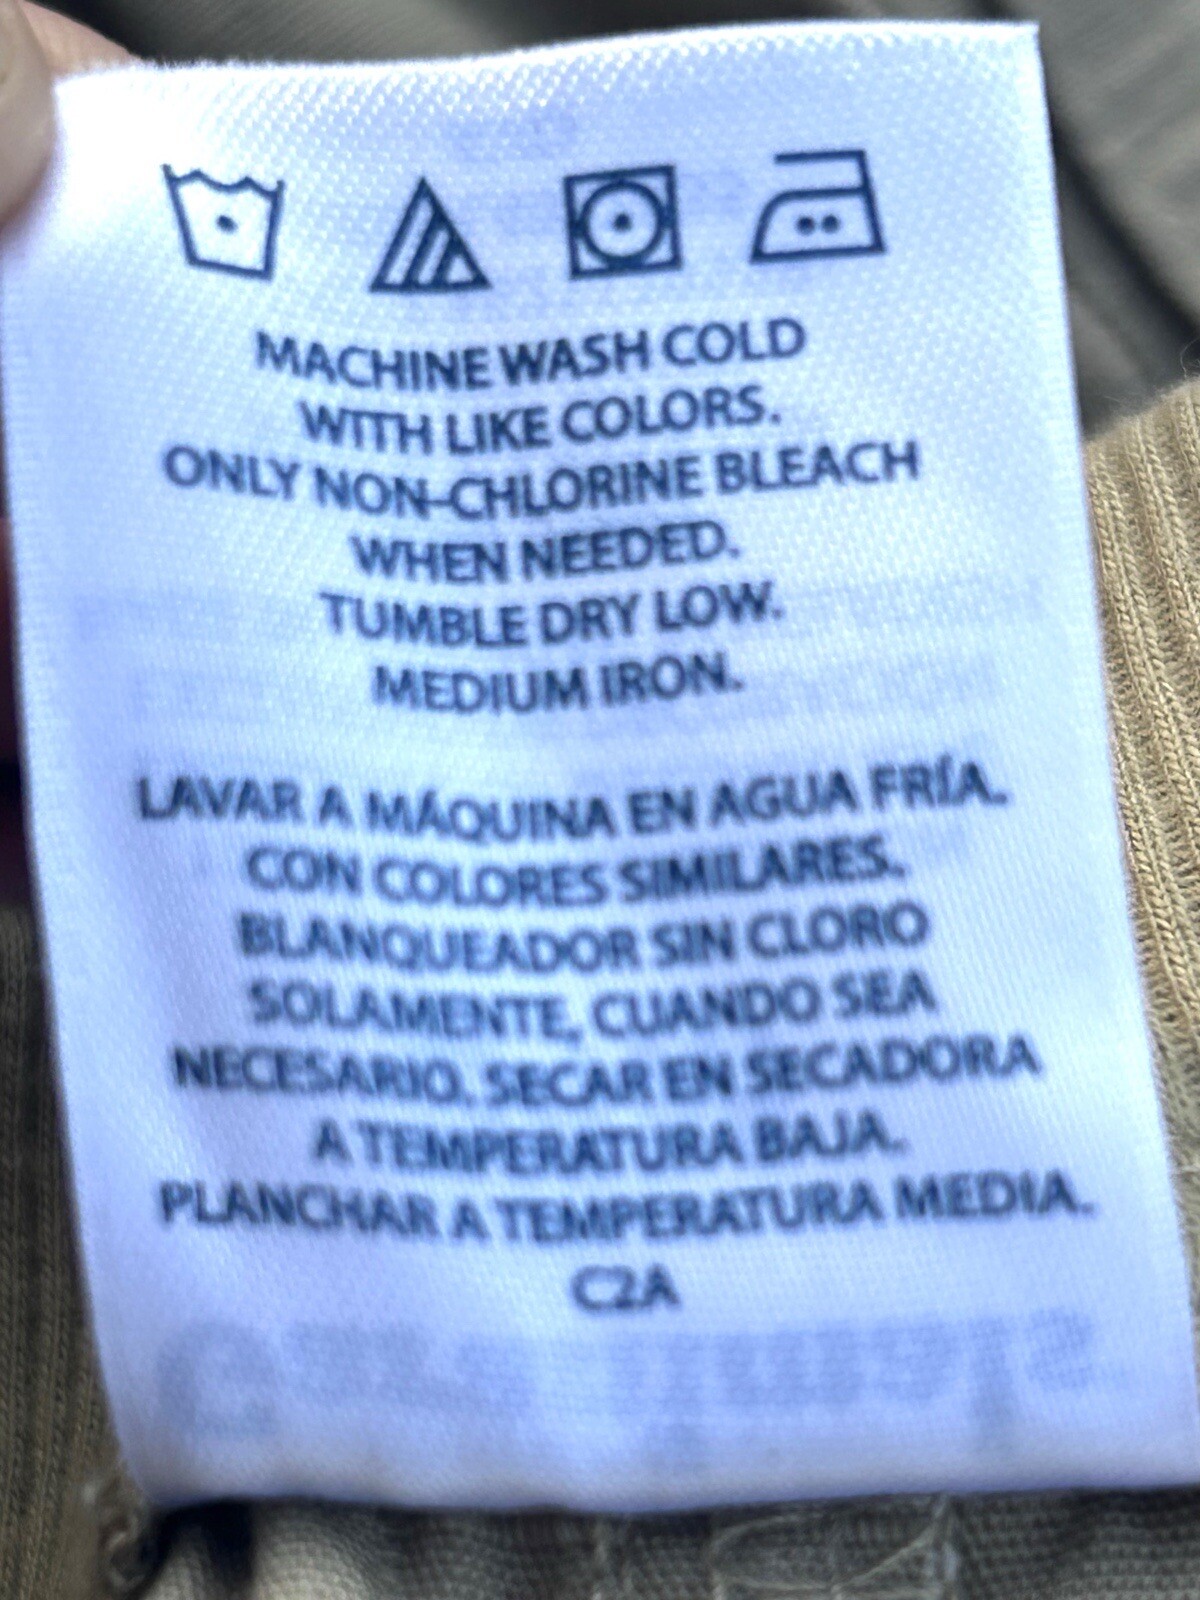 MACHINE WASH COLD
WITH LIKE COLORS.
ONLY NON-CHLORINE BLEACH
WHEN NEEDED.
TUMBLE DRY LOW.
MEDIUM IRON.
LAVAR A MÁQUINA EN AGUA FRÍA.
CON COLORES SIMILARES.
BLANQUEADOR SIN CLORO
SOLAMENTE, CUANDO SEA
NECESARIO. SECAR EN SECADORA
A TEMPERATURA BAJA.
PLANCHAR A TEMPERATURA MEDIA.
C2A